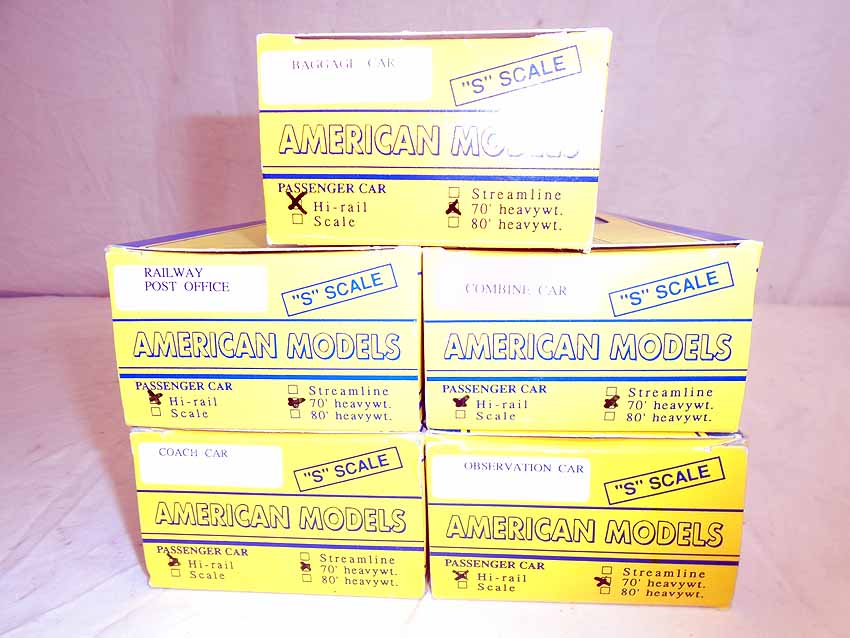 BAGGAGE CAR
"S" SCALE
AMERICAN MODELS
PASSENGER CAR
Hi-rail
Scale
Streamline
70' heavywt.
80' heavywt.
RAILWAY
POST OFFICE
"S" SCALE
AMERICAN MODELS
PASSENGER CAR
Hi-rail
Scale
Streamline
70' heavywt.
80' heavywt.
COMBINE CAR
"S" SCALE
AMERICAN MODELS
PASSENGER CAR
Hi-rail
Scale
Streamline
70' heavywt.
80' heavywt.
COACH CAR
"S" SCALE
AMERICAN MODELS
PASSENGER CAR
Hi-rail
Scale
Streamline
70' heavywt.
80' heavywt.
OBSERVATION CAR
"S" SCALE
AMERICAN MODELS
PASSENGER CAR
Hi-rail
Scale
Streamline
70' heavywt.
80' heavywt.